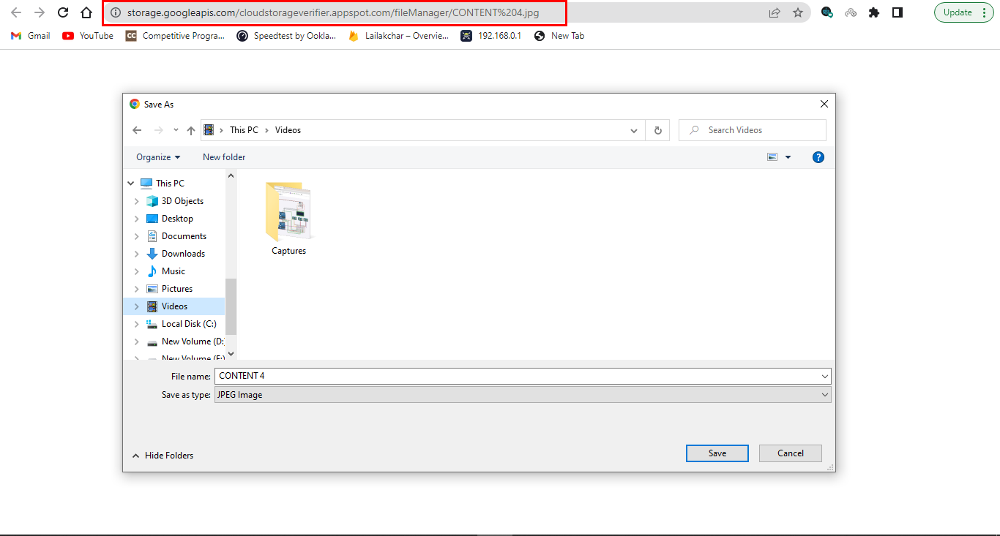 storage.googleapis.com/cloudstorageverifier.appspot.com/fileManager/CONTENT%204.jpg
Update
Gmail
YouTube
CC
Competitive Progra...
Speedtest by Ookla...
Lailakchar – Overvie...
192.168.0.1
New Tab
Save As
This PC
Videos
Search Videos
Organize
New folder
?
This PC
3D Objects
Desktop
Documents
Downloads
Music
Pictures
Videos
Local Disk (C:)
New Volume (D:
New Volume (E:)
Captures
File name:
CONTENT 4
Save as type:
JPEG Image
Hide Folders
Save
Cancel